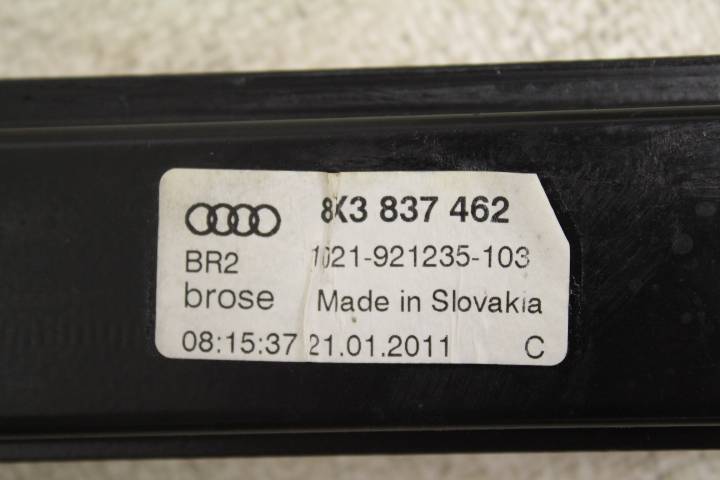 8K3 837 462
BR2 1021-921235-103
brose Made in Slovakia
08:15:37 21.01.2011 C